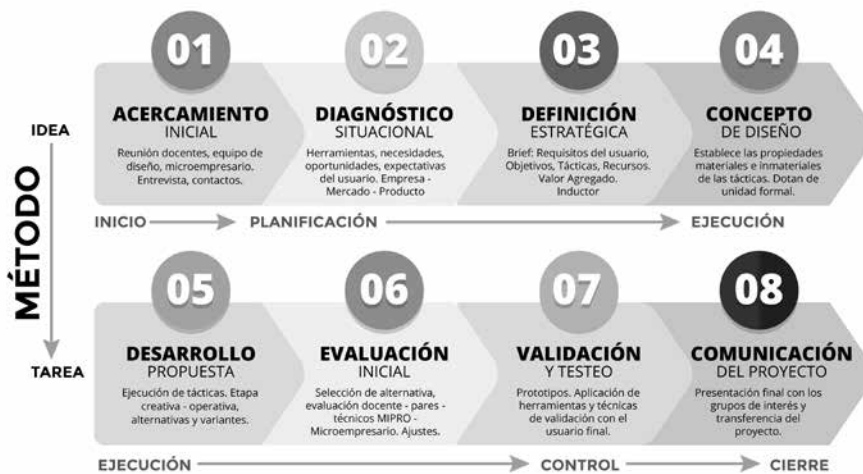 MÉTODO
IDEA
TAREA
01
ACERCAMIENTO
INICIAL
Reunión docentes, equipo de
diseño, microempresario.
Entrevista, contactos.
02
DIAGNÓSTICO
SITUACIONAL
Herramientas, necesidades,
oportunidades, expectativas
del usuario. Empresa -
Mercado - Producto
03
DEFINICIÓN
ESTRATÉGICA
Brief: Requisitos del usuario,
Objetivos, Tácticas, Recursos.
Valor Agregado.
Inductor
04
CONCEPTO
DE DISEÑO
Establece las propiedades
materiales e inmateriales
de las tácticas. Dotan de
unidad formal.
INICIO
PLANIFICACIÓN
EJECUCIÓN
05
DESARROLLO
PROPUESTA
Ejecución de tácticas. Etapa
creativa - operativa,
alternativas y variantes.
06
EVALUACIÓN
INICIAL
Selección de alternativa,
evaluación docente - pares -
técnicos MIPRO -
Microempresario. Ajustes.
07
VALIDACIÓN
Y TESTEO
Prototipos. Aplicación de
herramientas y técnicas
de validación con el
usuario final.
08
COMUNICACIÓN
DEL PROYECTO
Presentación final con los
grupos de interés y
transferencia del
proyecto.
EJECUCIÓN
CONTROL
CIERRE